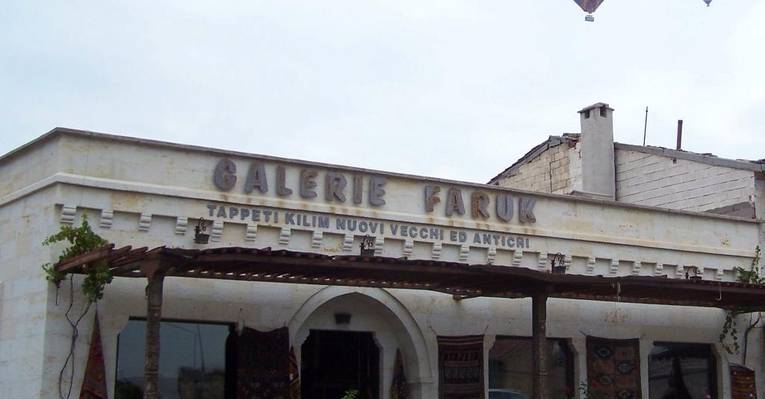 GALERIE FARUK
TAPPETI KILIM NUOVI VECCHI ED ANTICHI